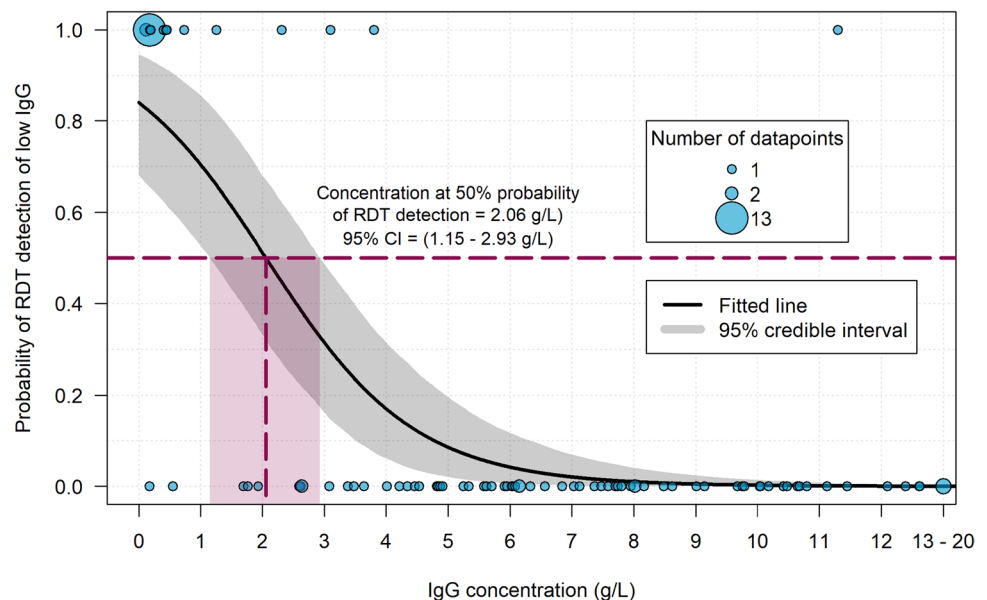 Probability of RDT detection of low IgG
1.0
0.8
0.6
0.4
0.2
0.0
Concentration at 50% probability
of RDT detection = 2.06 g/L)
95% CI = (1.15 - 2.93 g/L)
Number of datapoints
1
2
13
Fitted line
95% credible interval
0 1 2 3 4 5 6 7 8 9 10 11 12 13 - 20
IgG concentration (g/L)